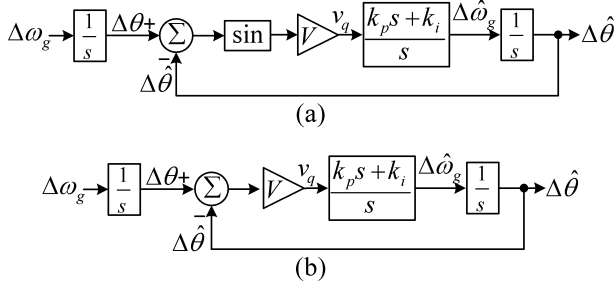 Δω_g 1/s Δθ + Σ sin V v_q (k_p s + k_i)/s Δω̂_g 1/s Δθ̂
− Δθ̂
(a)
Δω_g 1/s Δθ + Σ V v_q (k_p s + k_i)/s Δω̂_g 1/s Δθ̂
− Δθ̂
(b)